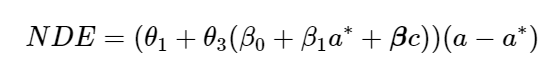 NDE = (θ₁ + θ₃(β₀ + β₁a* + βc))(a − a*)